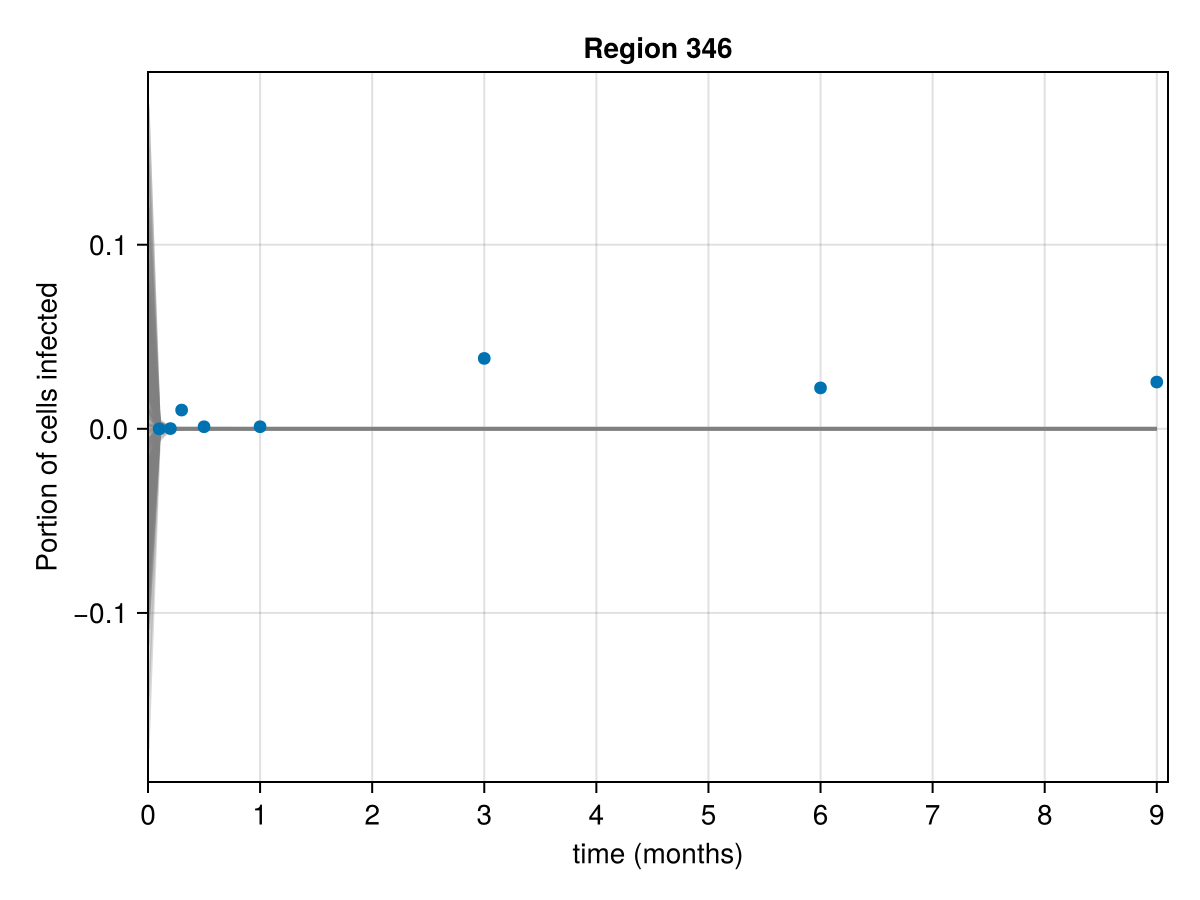 Region 346
Portion of cells infected
0.1
0.0
−0.1
0 1 2 3 4 5 6 7 8 9
time (months)